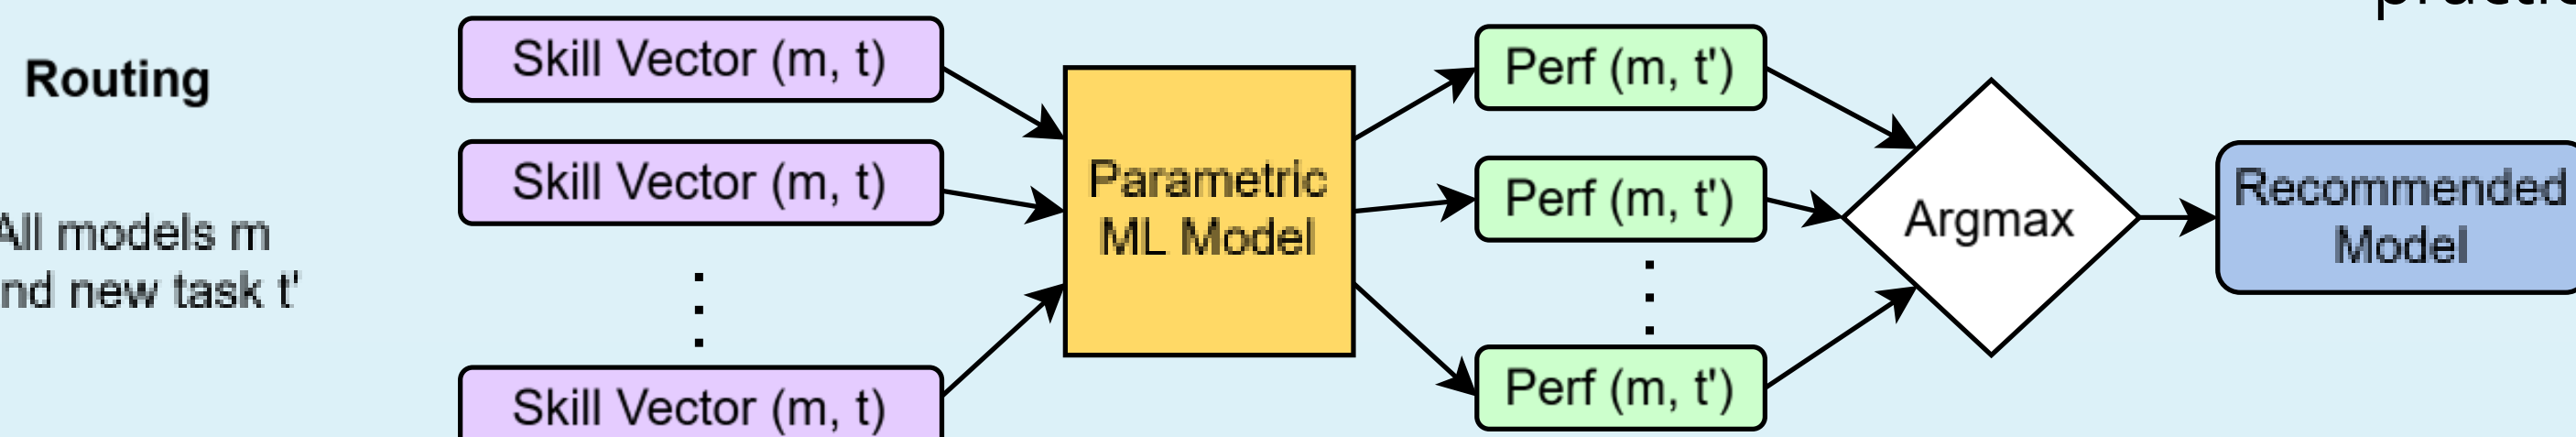 Routing
All models m
nd new task t'
Skill Vector (m, t)
Skill Vector (m, t)
Skill Vector (m, t)
Parametric
ML Model
Perf (m, t')
Perf (m, t')
Perf (m, t')
Argmax
Recommended
Model